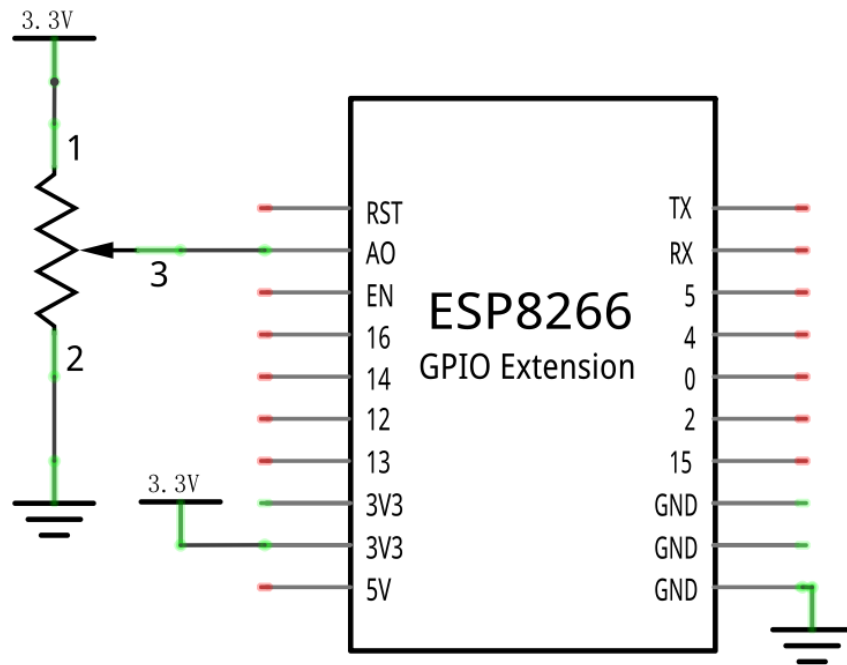 3.3V
1
3
2
3.3V
RST
AO
EN
16
14
12
13
3V3
3V3
5V
ESP8266
GPIO Extension
TX
RX
5
4
0
2
15
GND
GND
GND